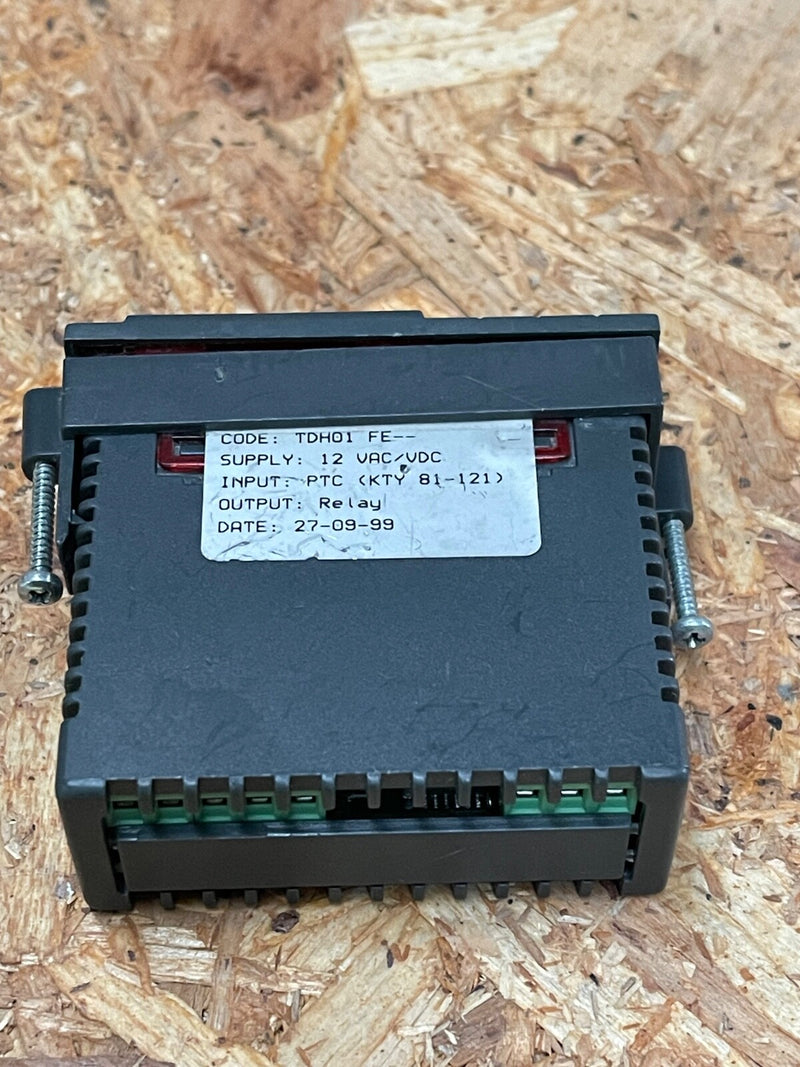 CODE: TDH01 FE--
SUPPLY: 12 VAC/VDC
INPUT: PTC (KTY 81-121)
OUTPUT: Relay
DATE: 27-09-99